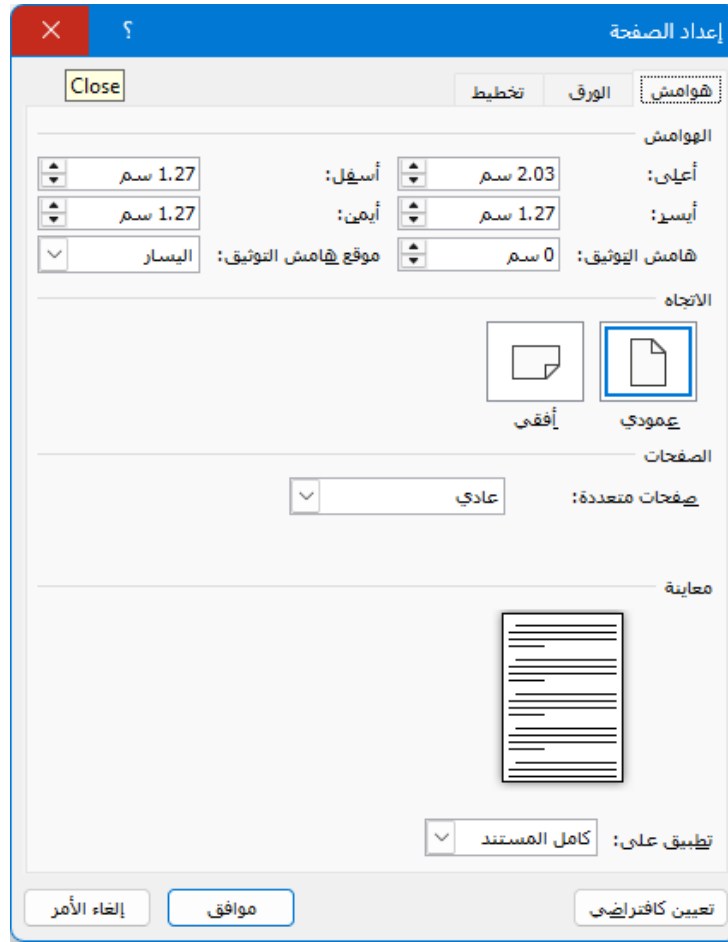 إعداد الصفحة ؟
Close
هوامش الورق تخطيط
الهوامش
أعلى: 2.03 سم أسفل: 1.27 سم
أيسر: 1.27 سم أيمن: 1.27 سم
هامش التوثيق: 0 سم موقع هامش التوثيق: اليسار
الاتجاه
عمودي أفقي
الصفحات
صفحات متعددة: عادي
معاينة
تطبيق على: كامل المستند
تعيين كافتراضي موافق إلغاء الأمر